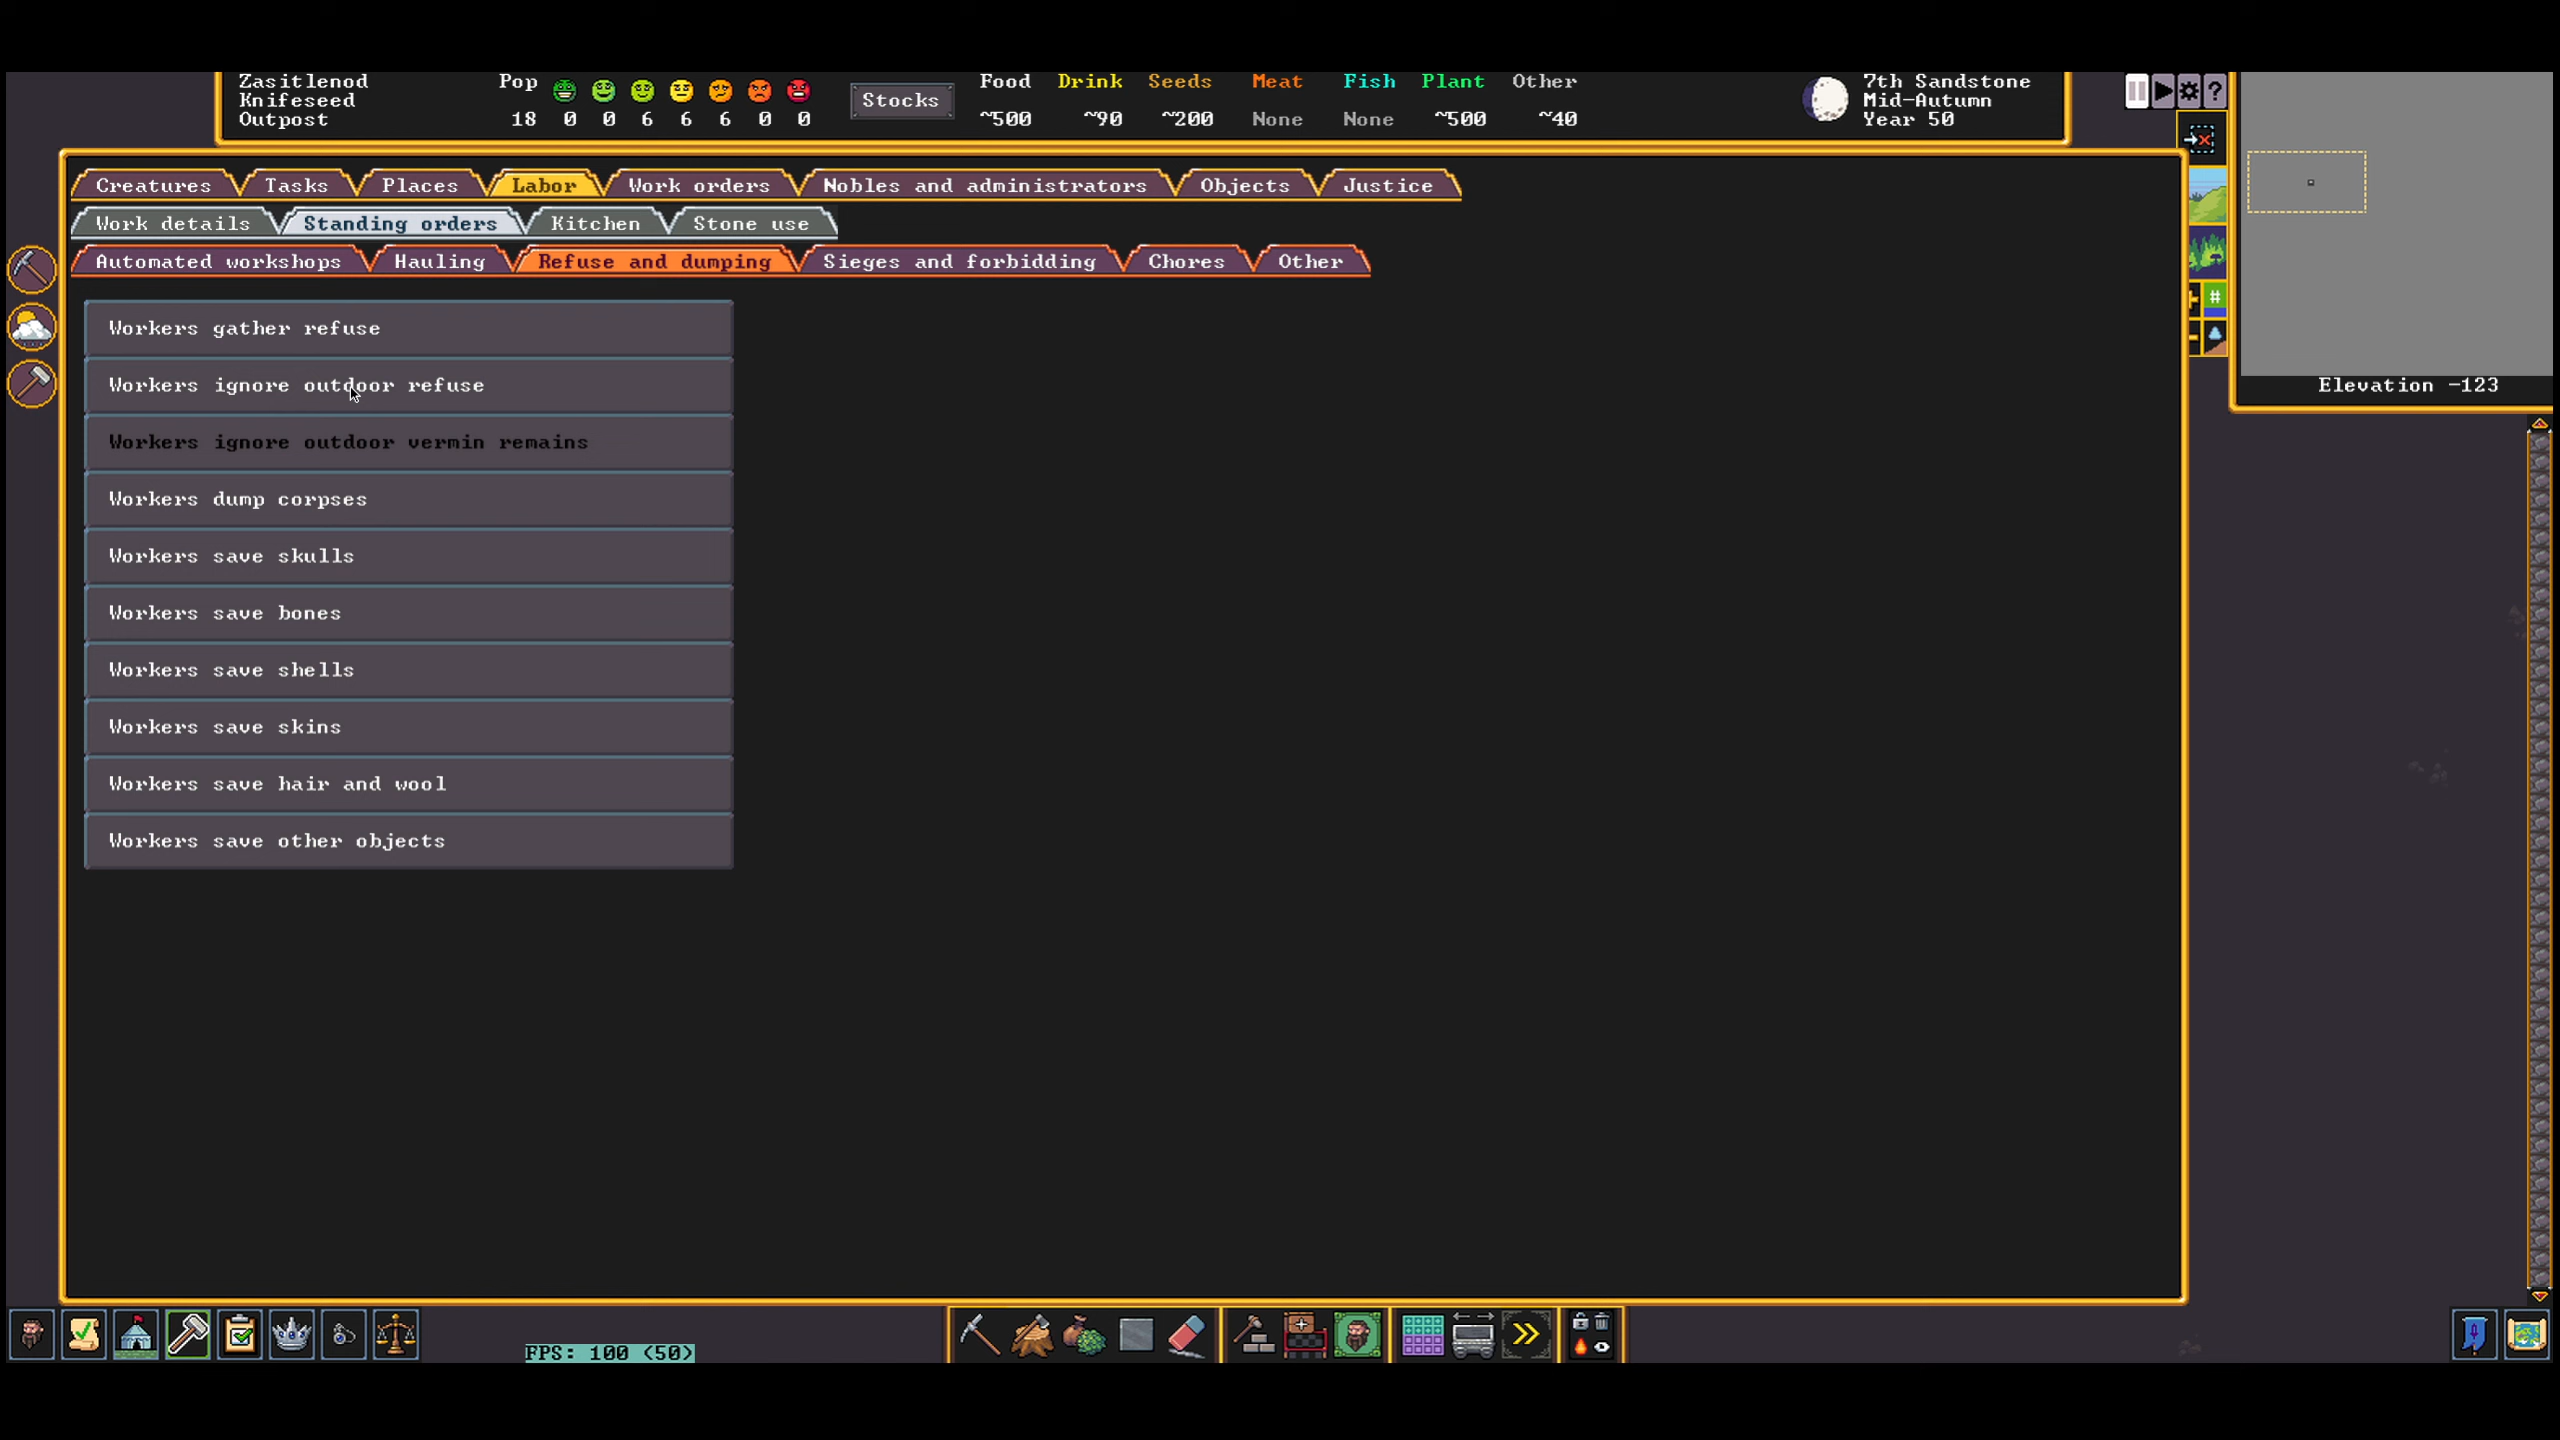 Zasitlenod
Knifeseed
Outpost
Pop
18 0 0 6 6 6 0 0
Stocks
Food Drink Seeds Meat Fish Plant Other
~500 ~90 ~200 None None ~500 ~40
7th Sandstone
Mid-Autumn
Year 50
?
Creatures Tasks Places Labor Work orders Nobles and administrators Objects Justice
Work details Standing orders Kitchen Stone use
Automated workshops Hauling Refuse and dumping Sieges and forbidding Chores Other
Workers gather refuse
Workers ignore outdoor refuse
Workers ignore outdoor vermin remains
Workers dump corpses
Workers save skulls
Workers save bones
Workers save shells
Workers save skins
Workers save hair and wool
Workers save other objects
#
Elevation -123
FPS: 100 (50)